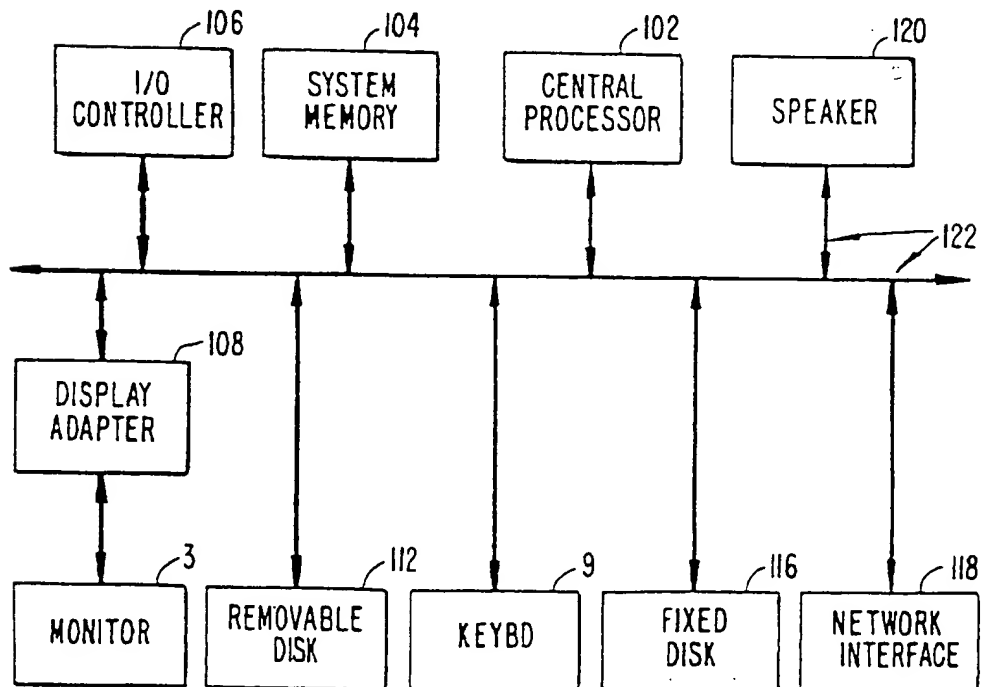 106
104
102
120
I/O
CONTROLLER
SYSTEM
MEMORY
CENTRAL
PROCESSOR
SPEAKER
122
108
DISPLAY
ADAPTER
3
112
9
116
118
MONITOR
REMOVABLE
DISK
KEYBD
FIXED
DISK
NETWORK
INTERFACE